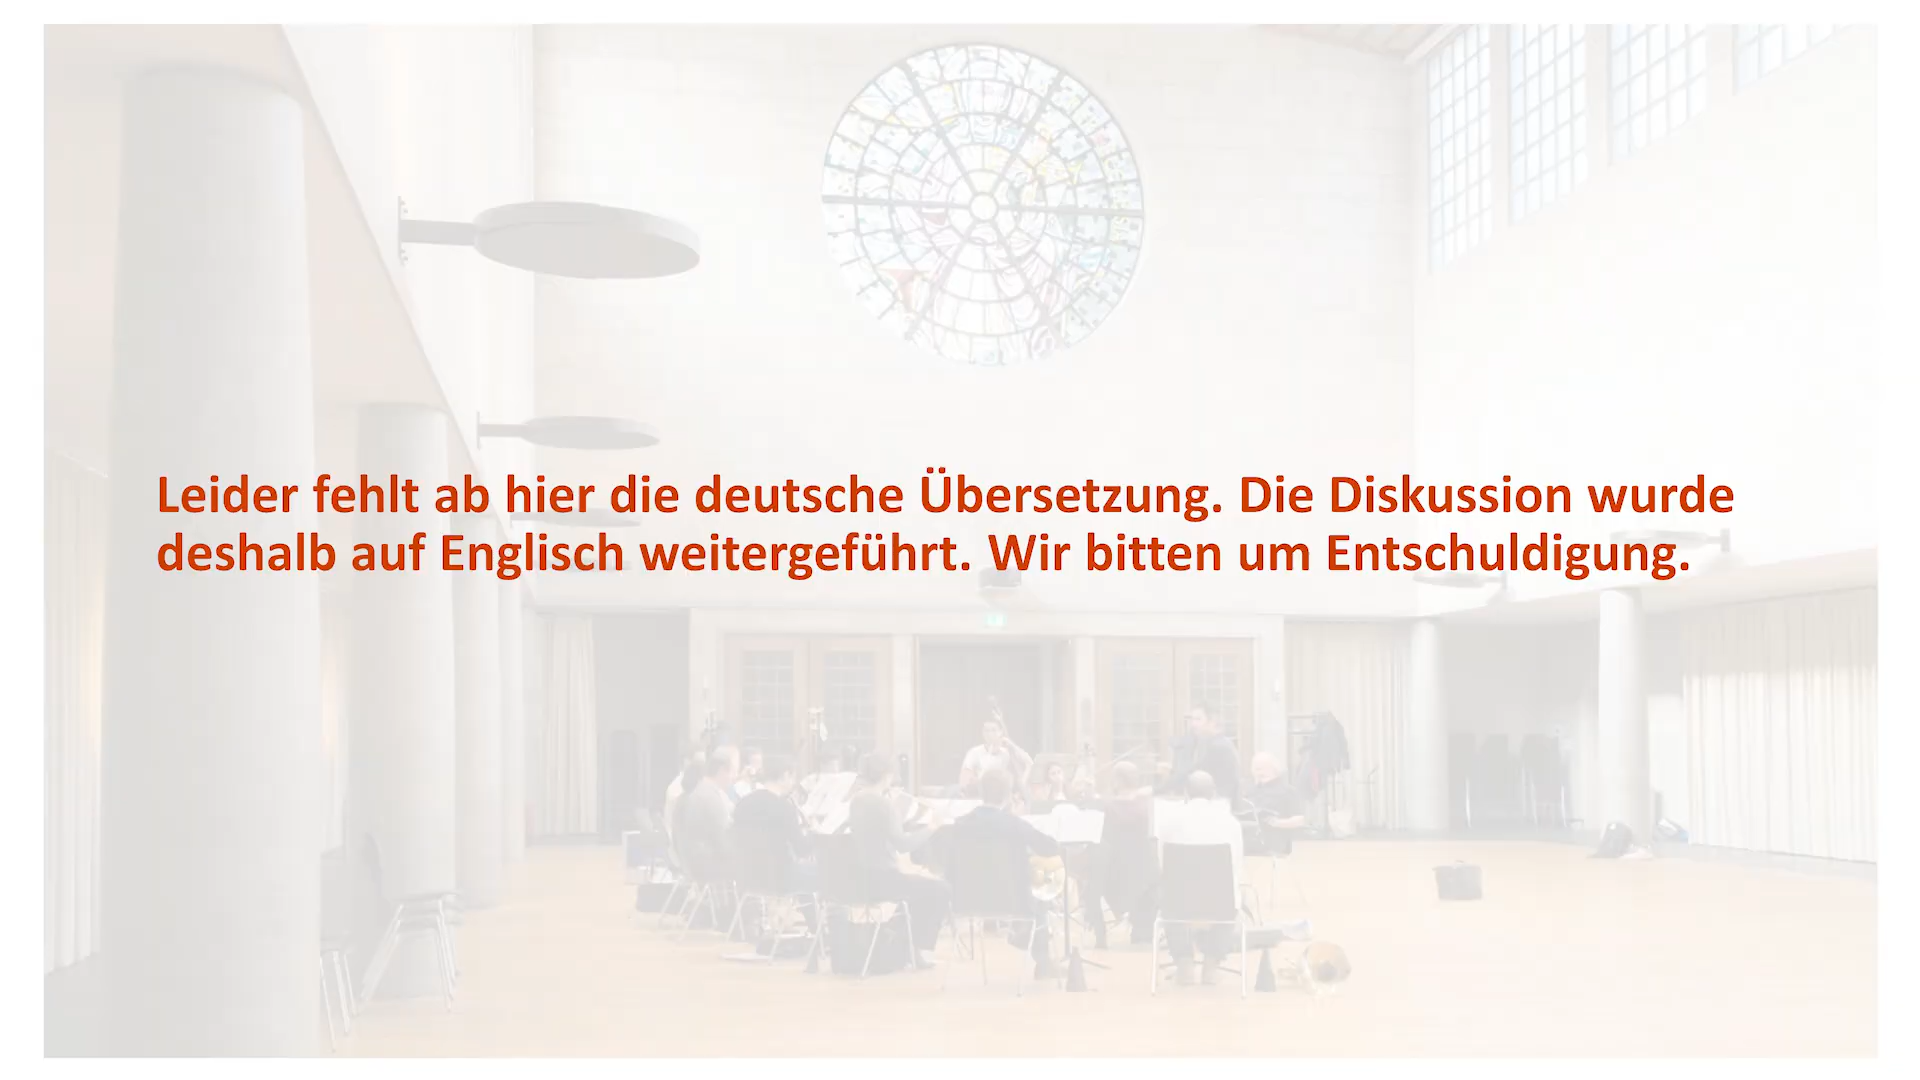 Leider fehlt ab hier die deutsche Übersetzung. Die Diskussion wurde
deshalb auf Englisch weitergeführt. Wir bitten um Entschuldigung.